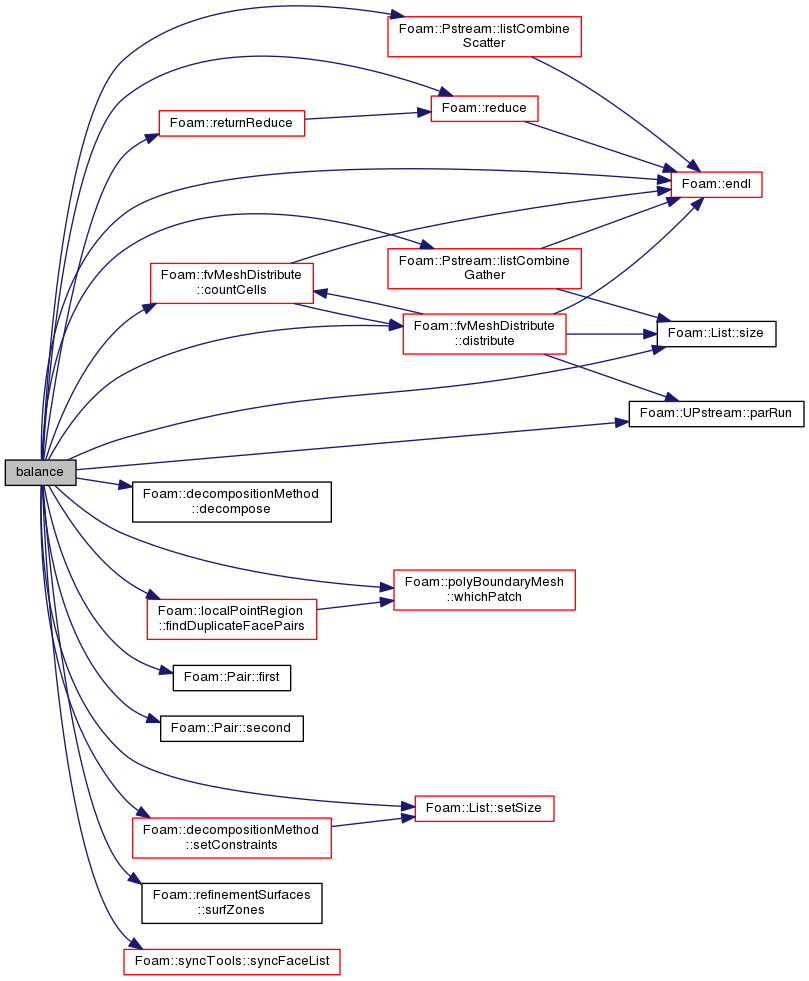 Foam::Pstream::listCombine
Scatter
Foam::reduce
Foam::returnReduce
Foam::endl
Foam::Pstream::listCombine
Gather
Foam::fvMeshDistribute
::countCells
Foam::fvMeshDistribute
::distribute
Foam::List::size
Foam::UPstream::parRun
balance
Foam::decompositionMethod
::decompose
Foam::polyBoundaryMesh
::whichPatch
Foam::localPointRegion
::findDuplicateFacePairs
Foam::Pair::first
Foam::Pair::second
Foam::List::setSize
Foam::decompositionMethod
::setConstraints
Foam::refinementSurfaces
::surfZones
Foam::syncTools::syncFaceList